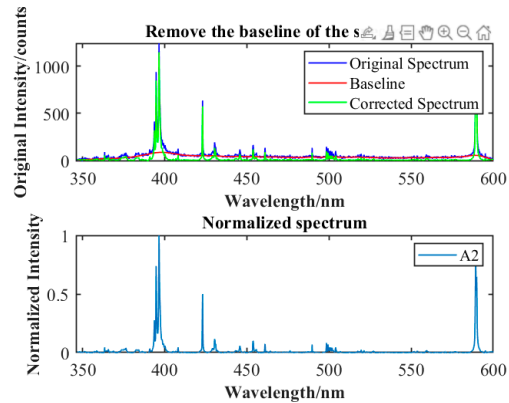 Remove the baseline of the s
Original Intensity/counts
1000
500
0
Original Spectrum
Baseline
Corrected Spectrum
350 400 450 500 550 600
Wavelength/nm
Normalized spectrum
Normalized Intensity
1
0.5
0
A2
350 400 450 500 550 600
Wavelength/nm